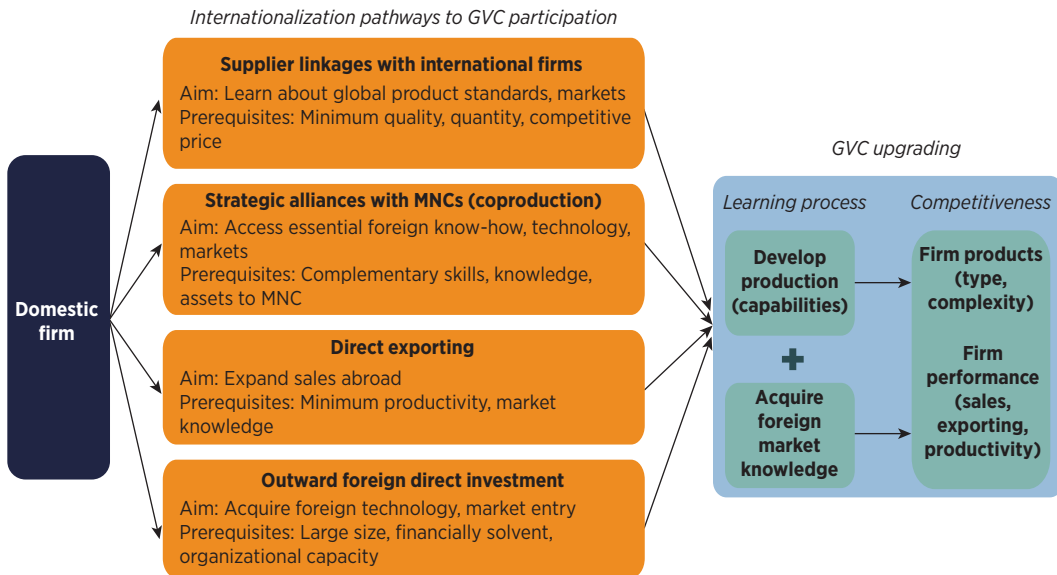 Internationalization pathways to GVC participation
Domestic
firm
Supplier linkages with international firms
Aim: Learn about global product standards, markets
Prerequisites: Minimum quality, quantity, competitive
price
Strategic alliances with MNCs (coproduction)
Aim: Access essential foreign know-how, technology,
markets
Prerequisites: Complementary skills, knowledge,
assets to MNC
Direct exporting
Aim: Expand sales abroad
Prerequisites: Minimum productivity, market
knowledge
Outward foreign direct investment
Aim: Acquire foreign technology, market entry
Prerequisites: Large size, financially solvent,
organizational capacity
GVC upgrading
Learning process
Develop
production
(capabilities)
+
Acquire
foreign
market
knowledge
Competitiveness
Firm products
(type,
complexity)
Firm
performance
(sales,
exporting,
productivity)